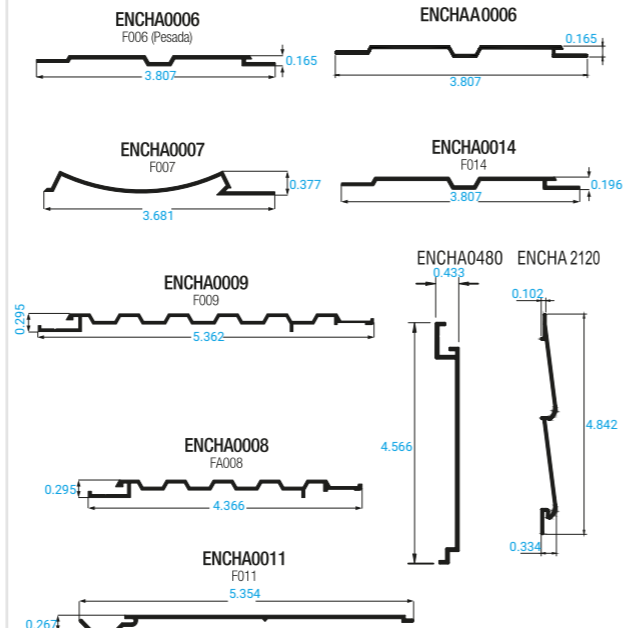 ENCHA0006
F006 (Pesada)
0.165
3.807
ENCHAA0006
0.165
3.807
ENCHA0007
F007
0.377
3.681
ENCHA0014
F014
0.196
3.807
ENCHA0009
F009
0.295
5.362
ENCHA0480
0.433
4.566
ENCHA 2120
0.102
4.842
0.334
ENCHA0008
FA008
0.295
4.366
ENCHA0011
F011
5.354
0.267